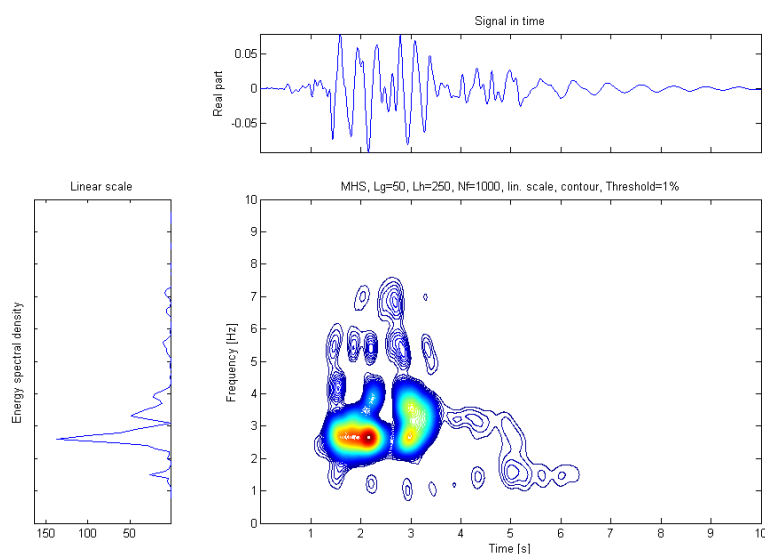 Signal in time
Real part
0.05
0
-0.05
Linear scale
Energy spectral density
150 100 50
MHS, Lg=50, Lh=250, Nf=1000, lin. scale, contour, Threshold=1%
Frequency [Hz]
10
9
8
7
6
5
4
3
2
1
0
1 2 3 4 5 6 7 8 9 10
Time [s]